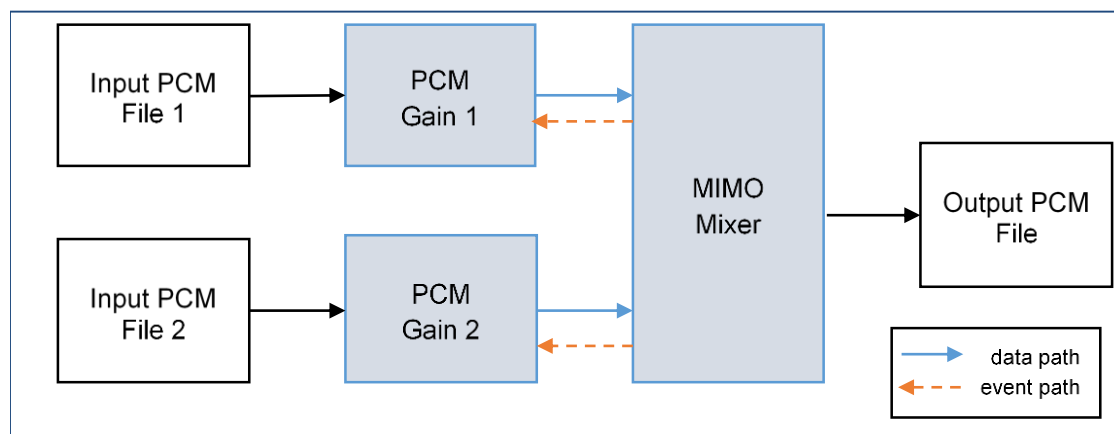 Input PCM
File 1
PCM
Gain 1
MIMO
Mixer
Output PCM
File
Input PCM
File 2
PCM
Gain 2
data path
event path